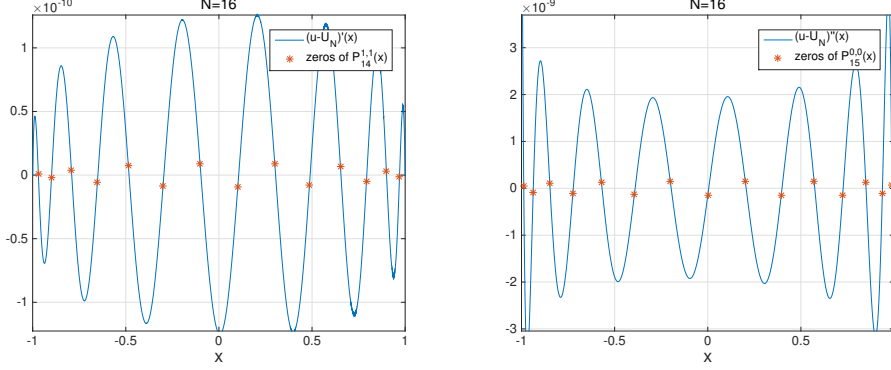 ×10⁻¹⁰
N=16
1
0.5
0
-0.5
-1
-1
-0.5
0
0.5
1
X
(u-U_N)'(x)
zeros of P_{14}^{1,1}(x)
×10⁻⁹
N=16
3
2
1
0
-1
-2
-3
-1
-0.5
0
0.5
X
(u-U_N)''(x)
zeros of P_{15}^{0,0}(x)